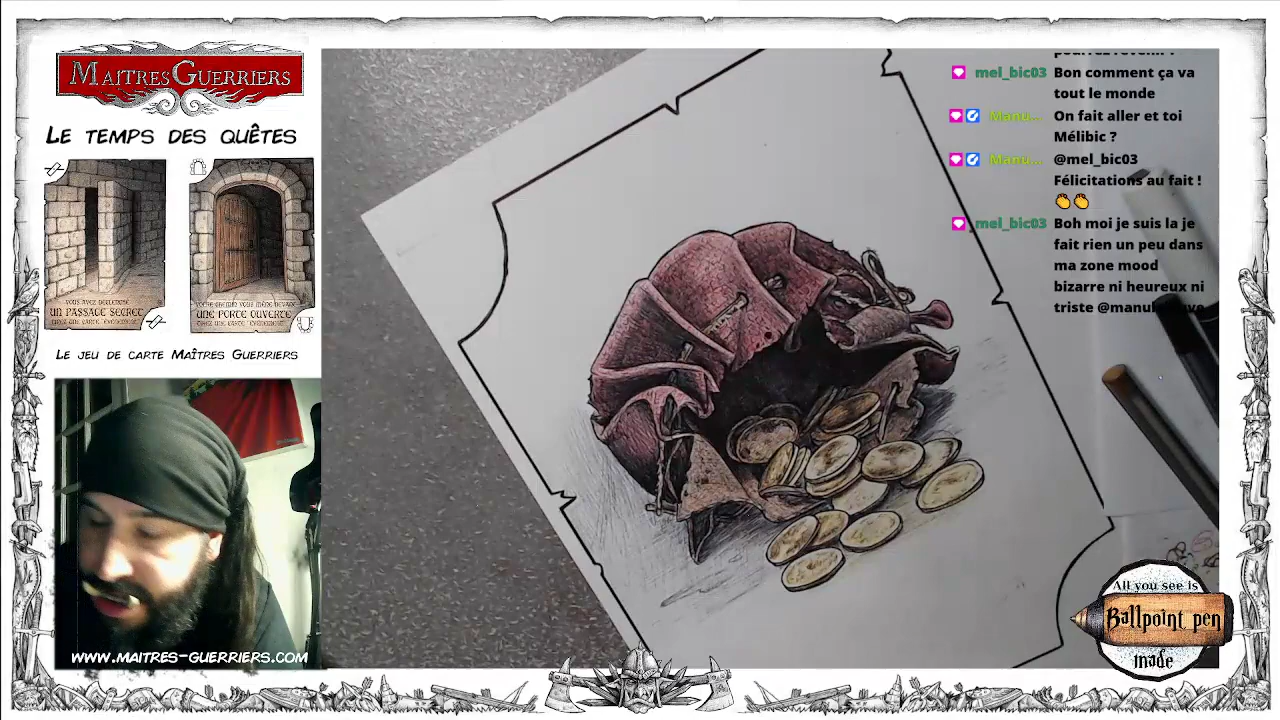 MAITRESGUERRIERS
LE TEMPS DES QUÊTES
UN PASSAGE SECRET
UNE PORTE OUVERTE
LE JEU DE CARTE MAÎTRES GUERRIERS
WWW.MAITRES-GUERRIERS.COM
mel_bic03 Bon comment ça va
tout le monde
Manu... On fait aller et toi
Mélibic ?
Manu... @mel_bic03
Félicitations au fait !
👏👏
mel_bic03 Boh moi je suis la je
fait rien un peu dans
ma zone mood
bizarre ni heureux ni
triste
All you see is
Ballpoint pen
made